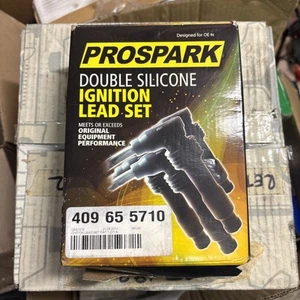 Designed for OE fit
PROSPARK
DOUBLE SILICONE
IGNITION
LEAD SET
MEETS OR EXCEEDS
ORIGINAL
EQUIPMENT
PERFORMANCE
409 65 5710